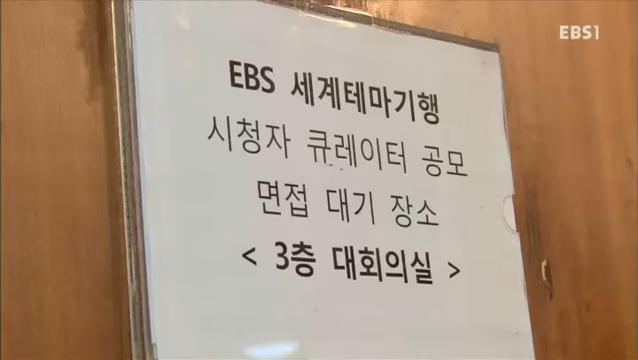 EBS1
EBS 세계테마기행
시청자 큐레이터 공모
면접 대기 장소
< 3층 대회의실 >